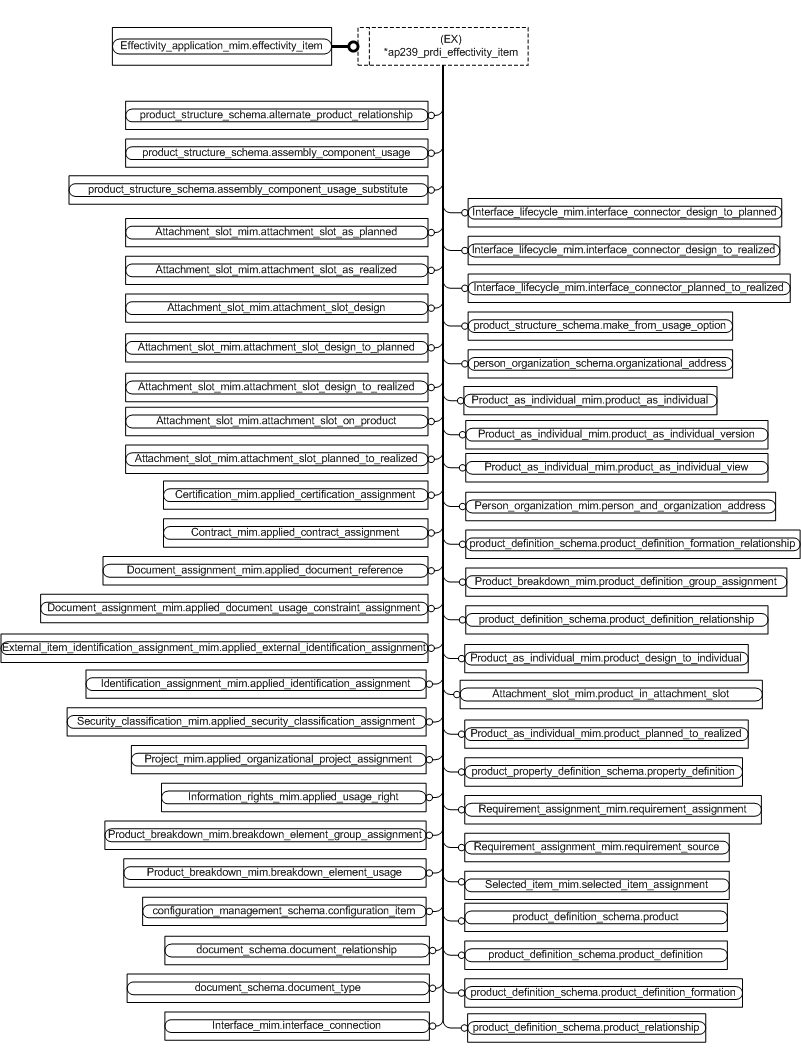 Effectivity_application_mim.effectivity_item
(EX)
*ap239_prdi_effectivity_item
product_structure_schema.alternate_product_relationship
product_structure_schema.assembly_component_usage
product_structure_schema.assembly_component_usage_substitute
Attachment_slot_mim.attachment_slot_as_planned
Attachment_slot_mim.attachment_slot_as_realized
Attachment_slot_mim.attachment_slot_design
Attachment_slot_mim.attachment_slot_design_to_planned
Attachment_slot_mim.attachment_slot_design_to_realized
Attachment_slot_mim.attachment_slot_on_product
Attachment_slot_mim.attachment_slot_planned_to_realized
Certification_mim.applied_certification_assignment
Contract_mim.applied_contract_assignment
Document_assignment_mim.applied_document_reference
Document_assignment_mim.applied_document_usage_constraint_assignment
External_item_identification_assignment_mim.applied_external_identification_assignment
Identification_assignment_mim.applied_identification_assignment
Security_classification_mim.applied_security_classification_assignment
Project_mim.applied_organizational_project_assignment
Information_rights_mim.applied_usage_right
Product_breakdown_mim.breakdown_element_group_assignment
Product_breakdown_mim.breakdown_element_usage
configuration_management_schema.configuration_item
document_schema.document_relationship
document_schema.document_type
Interface_mim.interface_connection
Interface_lifecycle_mim.interface_connector_design_to_planned
Interface_lifecycle_mim.interface_connector_design_to_realized
Interface_lifecycle_mim.interface_connector_planned_to_realized
product_structure_schema.make_from_usage_option
person_organization_schema.organizational_address
Product_as_individual_mim.product_as_individual
Product_as_individual_mim.product_as_individual_version
Product_as_individual_mim.product_as_individual_view
Person_organization_mim.person_and_organization_address
product_definition_schema.product_definition_formation_relationship
Product_breakdown_mim.product_definition_group_assignment
product_definition_schema.product_definition_relationship
Product_as_individual_mim.product_design_to_individual
Attachment_slot_mim.product_in_attachment_slot
Product_as_individual_mim.product_planned_to_realized
product_property_definition_schema.property_definition
Requirement_assignment_mim.requirement_assignment
Requirement_assignment_mim.requirement_source
Selected_item_mim.selected_item_assignment
product_definition_schema.product
product_definition_schema.product_definition
product_definition_schema.product_definition_formation
product_definition_schema.product_relationship